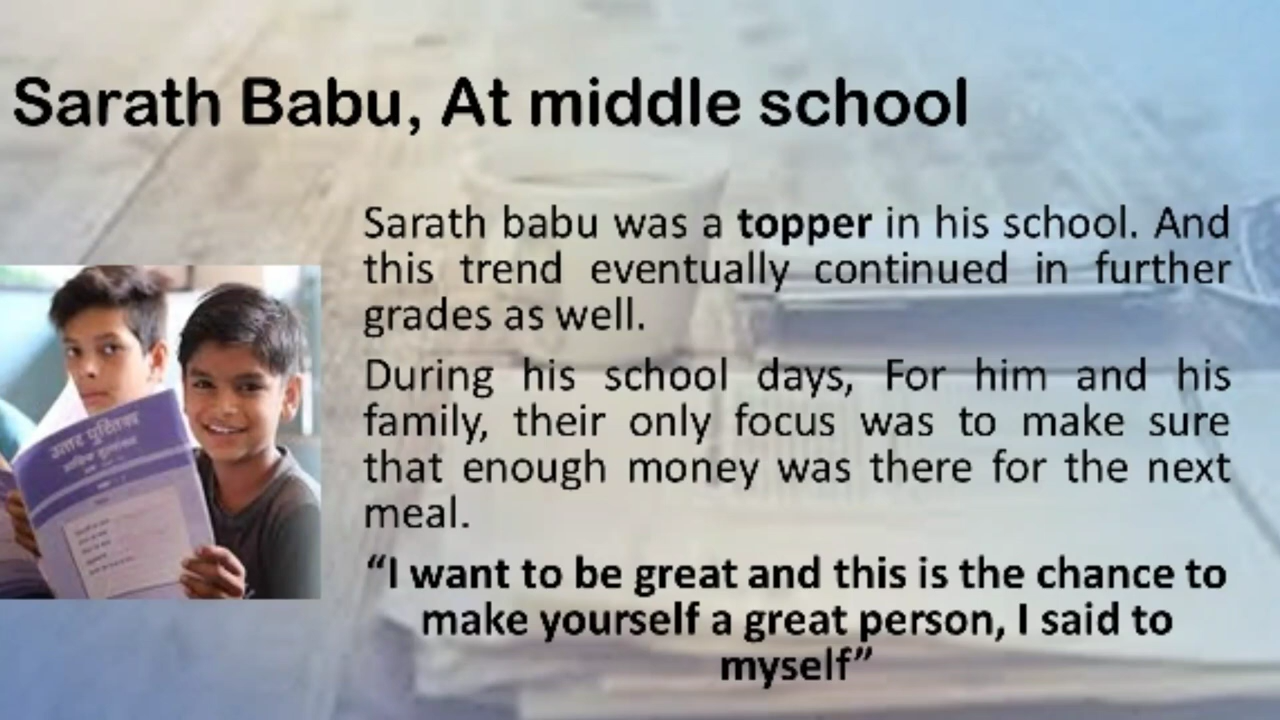 Sarath Babu, At middle school
Sarath babu was a topper in his school. And
this trend eventually continued in further
grades as well.
During his school days, For him and his
family, their only focus was to make sure
that enough money was there for the next
meal.
“I want to be great and this is the chance to
make yourself a great person, I said to
myself”
उत्तर पुस्तिका